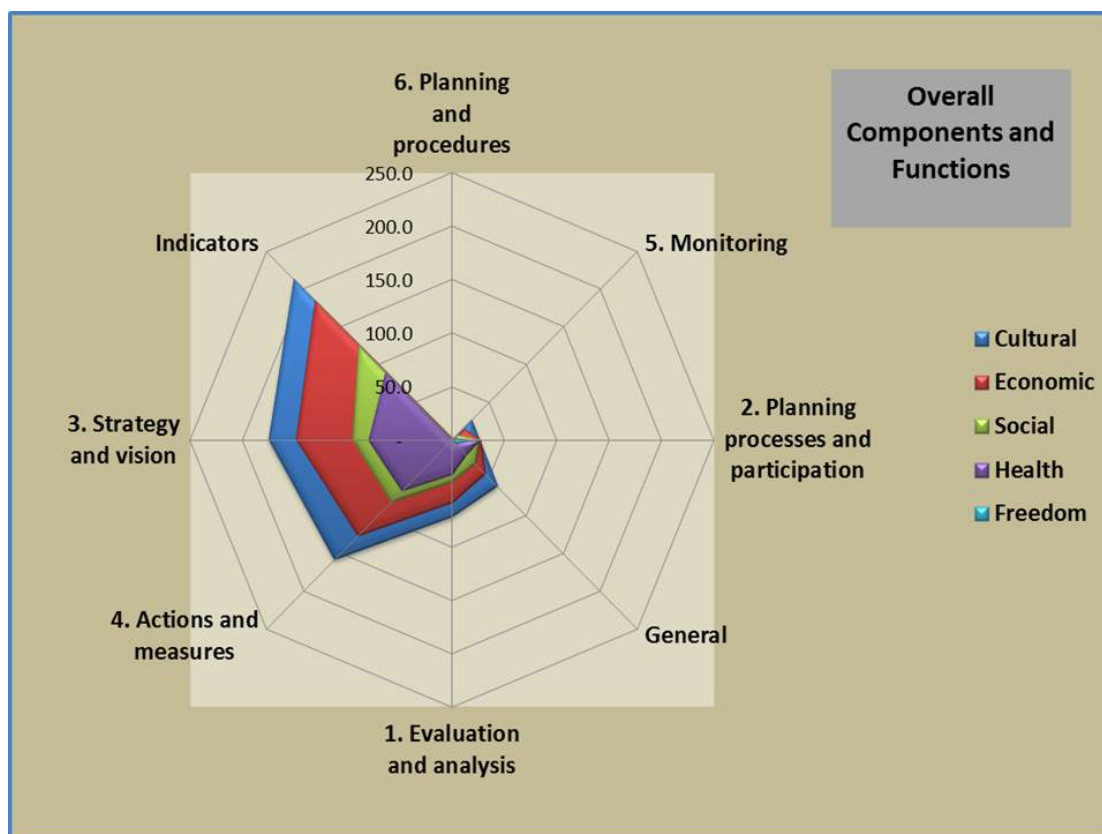 Overall
Components and
Functions
6. Planning
and
procedures
250.0
200.0
150.0
100.0
50.0
-
Indicators
5. Monitoring
3. Strategy
and vision
2. Planning
processes and
participation
4. Actions and
measures
General
1. Evaluation
and analysis
Cultural
Economic
Social
Health
Freedom